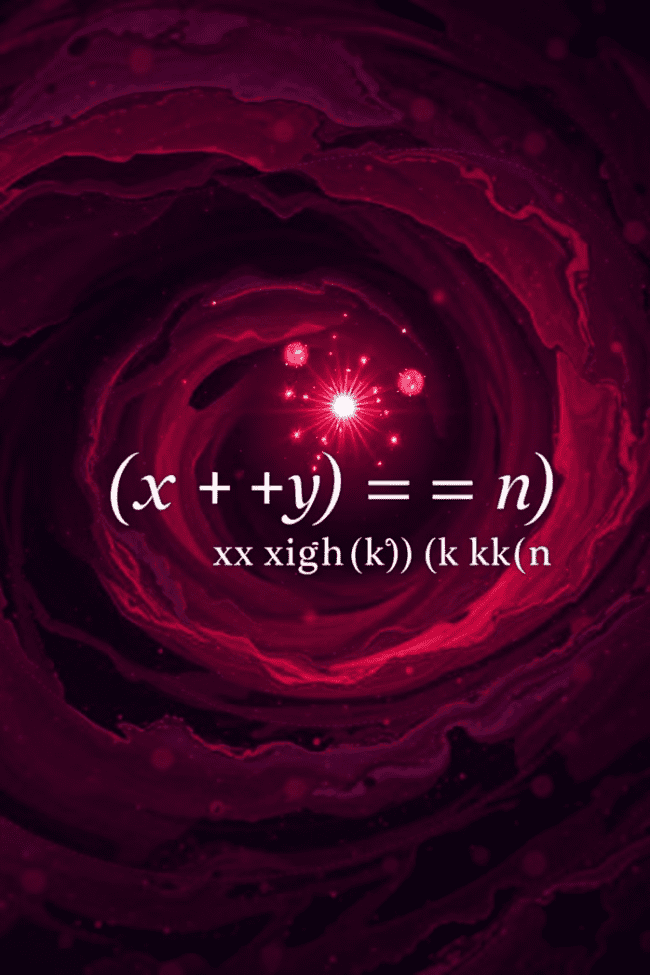 (x + +y) = = n)
xx xigh (k)) (k kk(n